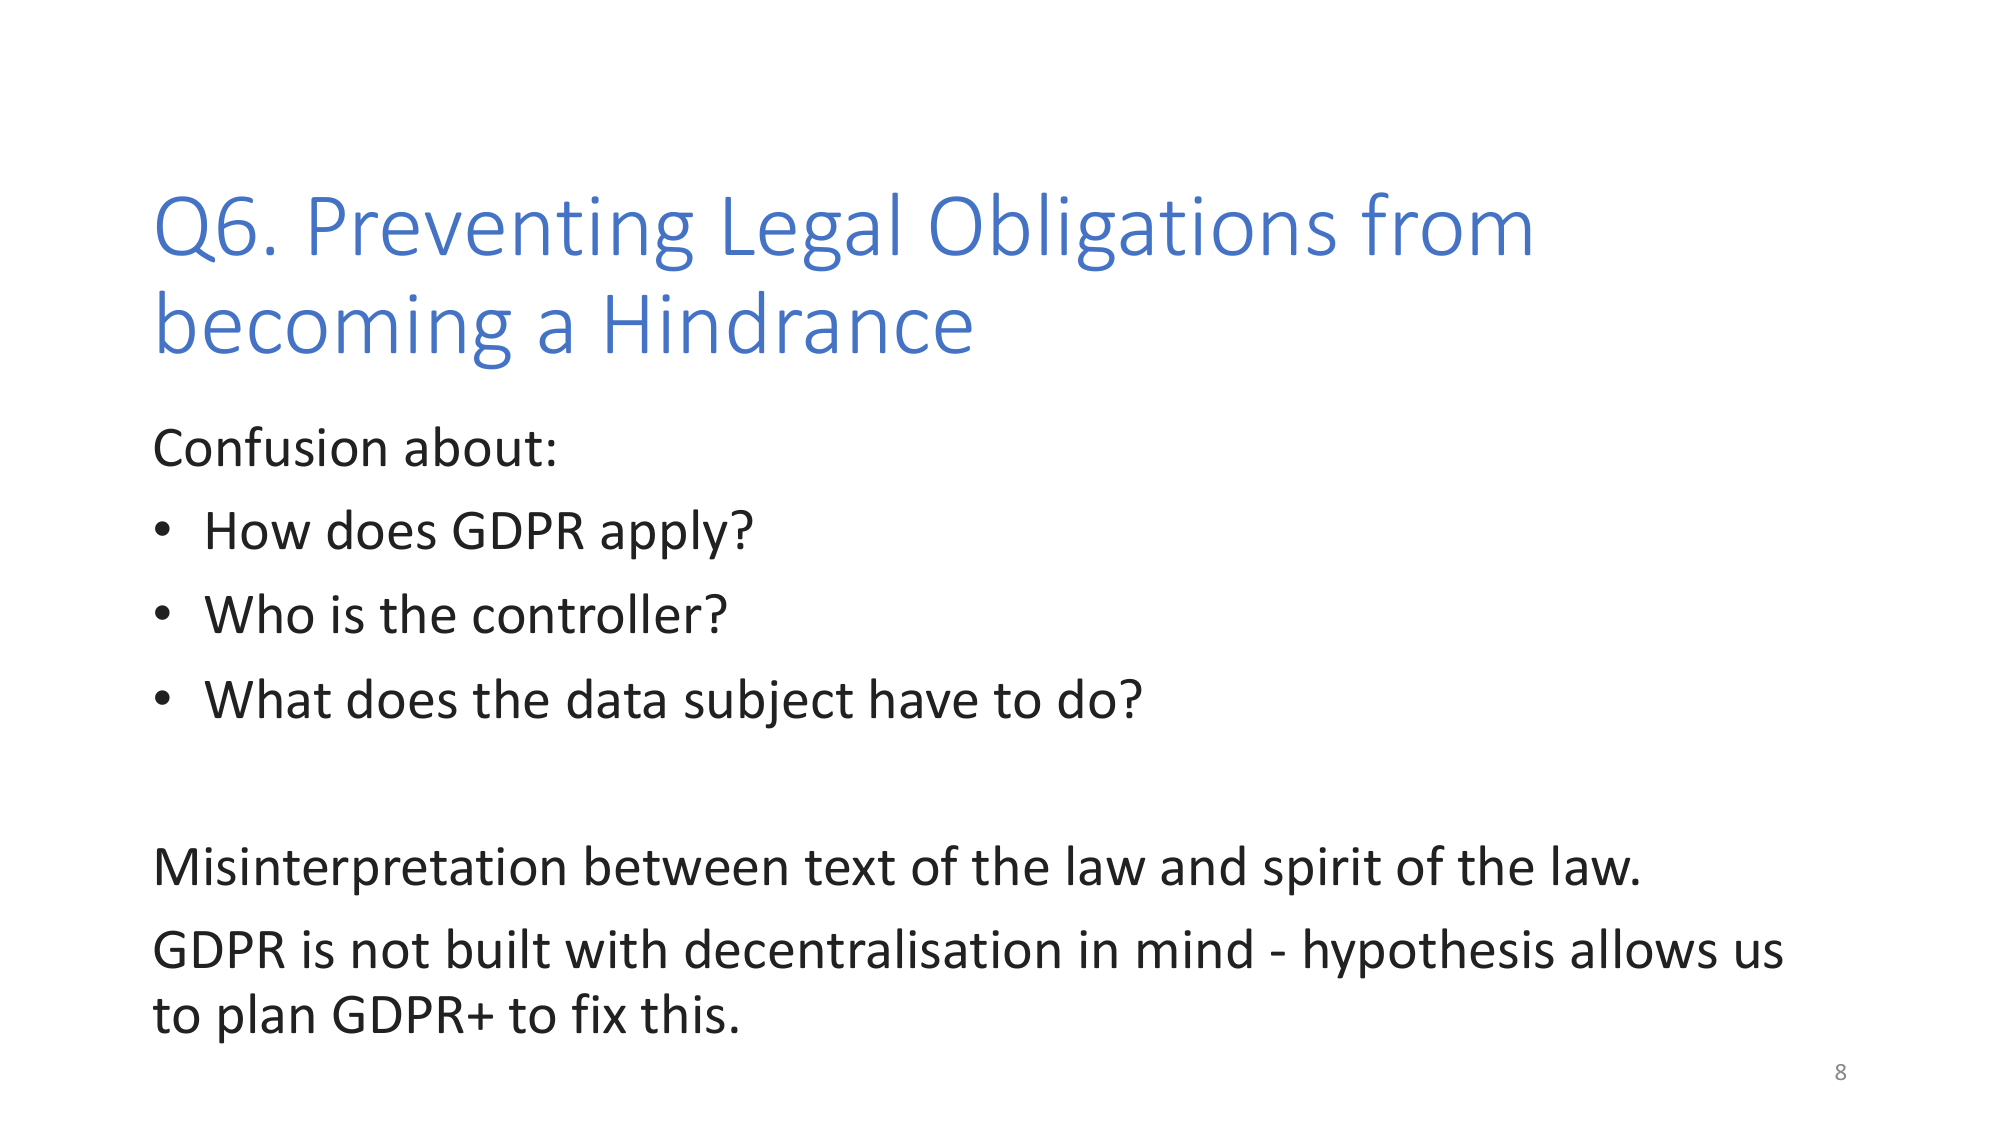 Q6. Preventing Legal Obligations from
becoming a Hindrance
Confusion about:
• How does GDPR apply?
• Who is the controller?
• What does the data subject have to do?
Misinterpretation between text of the law and spirit of the law.
GDPR is not built with decentralisation in mind - hypothesis allows us
to plan GDPR+ to fix this.
8